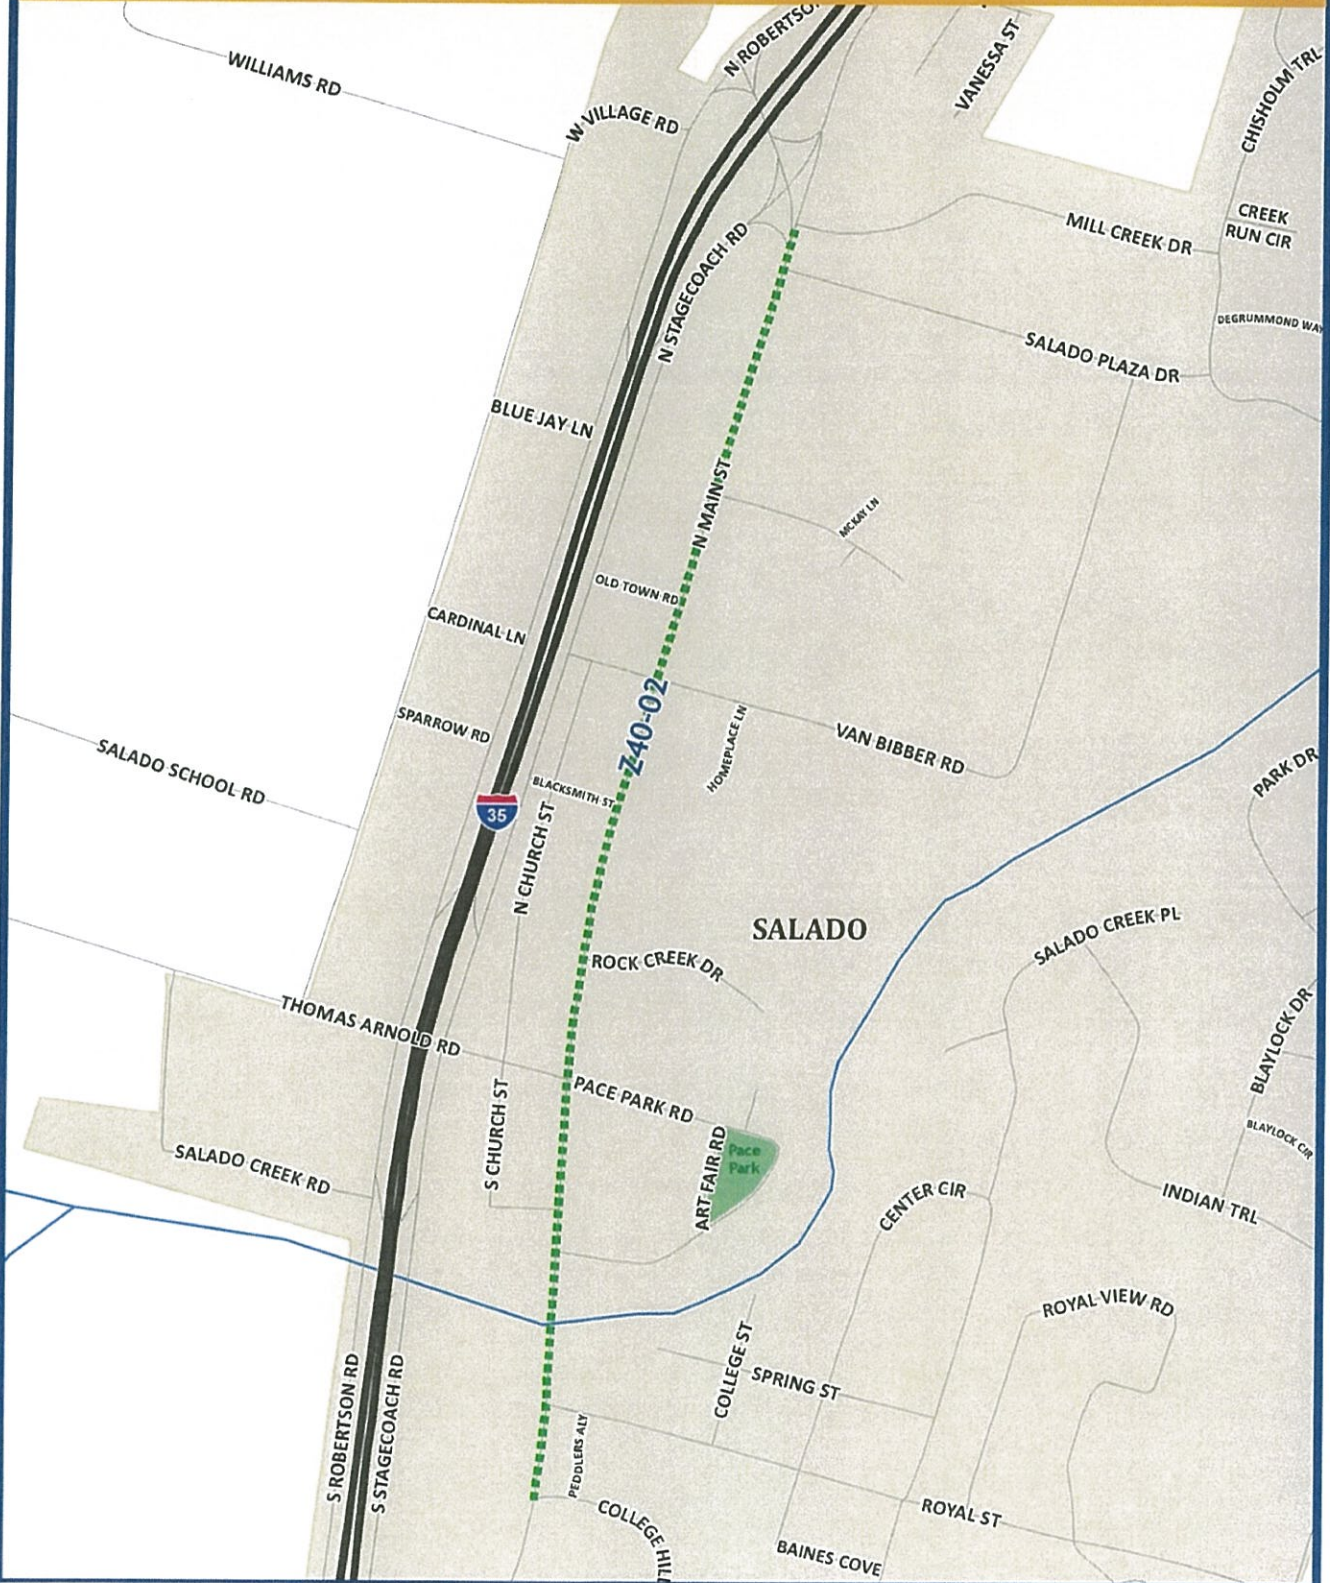 N ROBERTSO
VANESSA ST
WILLIAMS RD
CHISHOLM TRL
W VILLAGE RD
CREEK
RUN CIR
MILL CREEK DR
N STAGECOACH RD
DEGRUMMOND WAY
SALADO PLAZA DR
BLUE JAY LN
N MAIN ST
MCKAY LN
OLD TOWN RD
CARDINAL LN
Z40-02
SPARROW RD
HOMEPLACE LN
VAN BIBBER RD
SALADO SCHOOL RD
PARK DR
BLACKSMITH ST
35
N CHURCH ST
SALADO
SALADO CREEK PL
ROCK CREEK DR
THOMAS ARNOLD RD
BLAYLOCK DR
PACE PARK RD
S CHURCH ST
ART FAIR RD
Pace
Park
BLAYLOCK CIR
SALADO CREEK RD
CENTER CIR
INDIAN TRL
ROYAL VIEW RD
S ROBERTSON RD
S STAGECOACH RD
COLLEGE ST
SPRING ST
PEDDLERS ALY
COLLEGE HILL
ROYAL ST
BAINES COVE